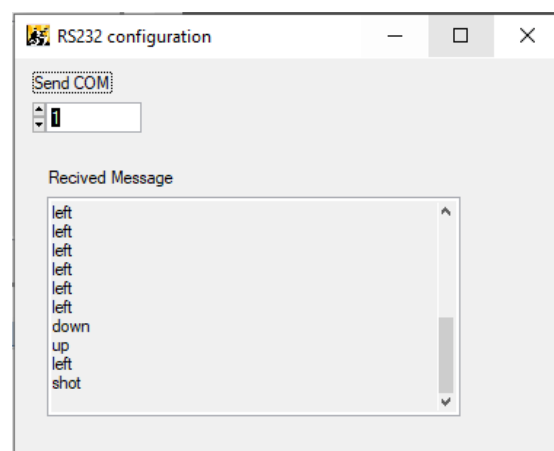 RS232 configuration
Send COM
1
Recived Message
left
left
left
left
left
left
down
up
left
shot